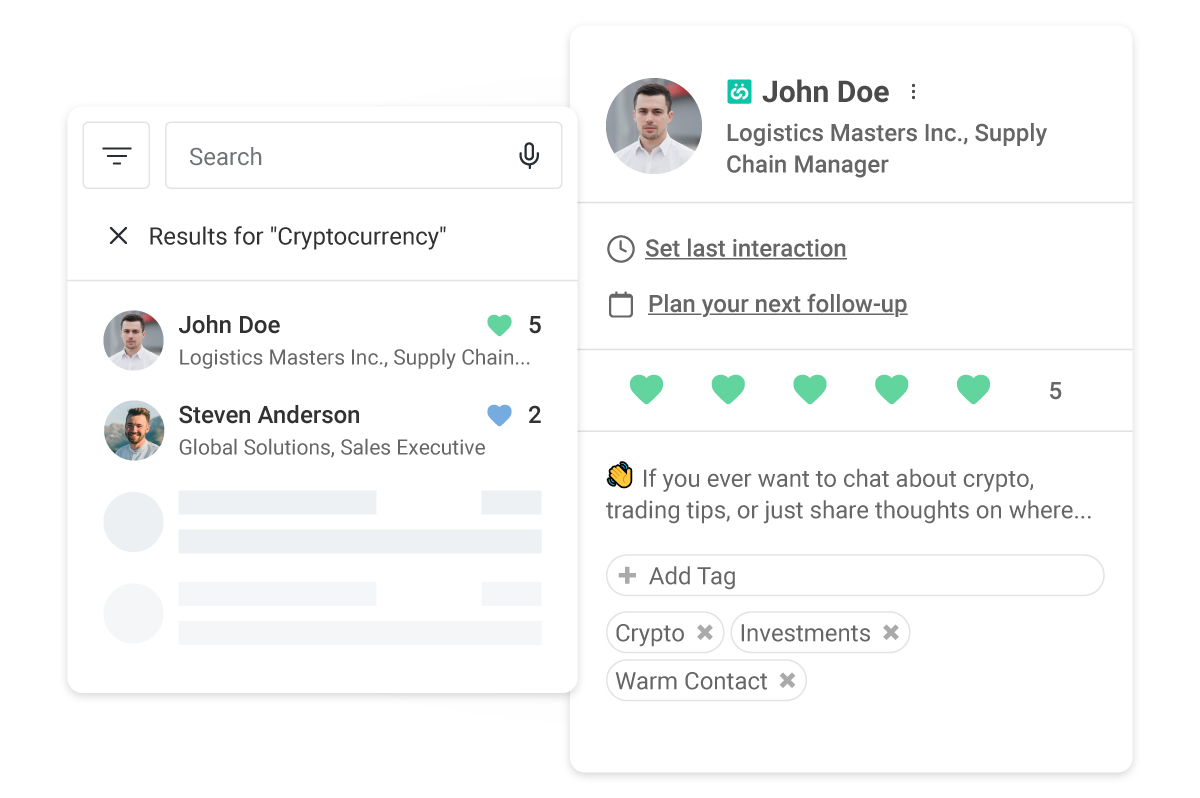 Search
Results for "Cryptocurrency"
John Doe
5
Logistics Masters Inc., Supply Chain...
Steven Anderson
2
Global Solutions, Sales Executive
John Doe
Logistics Masters Inc., Supply
Chain Manager
Set last interaction
Plan your next follow-up
5
If you ever want to chat about crypto,
trading tips, or just share thoughts on where...
Add Tag
Crypto
Investments
Warm Contact